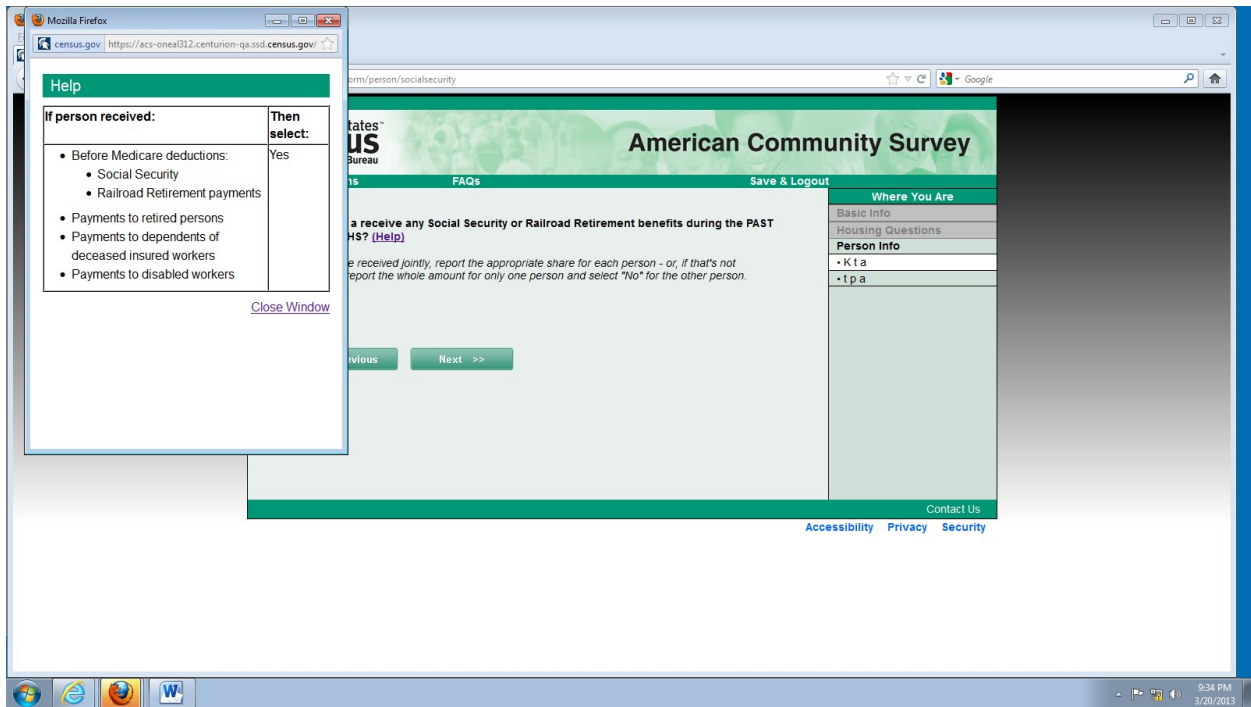 Mozilla Firefox
census.gov https://acs-oneal312.centurion-qa.ssd.census.gov/
Help
If person received:
Then select:
• Before Medicare deductions:
• Social Security
• Railroad Retirement payments
• Payments to retired persons
• Payments to dependents of
deceased insured workers
• Payments to disabled workers
Yes
Close Window
orm/person/socialsecurity
Google
tates™
us
Bureau
American Community Survey
ns FAQs Save & Logout
a receive any Social Security or Railroad Retirement benefits during the PAST
HS? (Help)
e received jointly, report the appropriate share for each person - or, if that's not
report the whole amount for only one person and select "No" for the other person.
evious Next >>
Where You Are
Basic Info
Housing Questions
Person Info
• K t a
• t p a
Contact Us
Accessibility Privacy Security
9:34 PM
3/20/2013